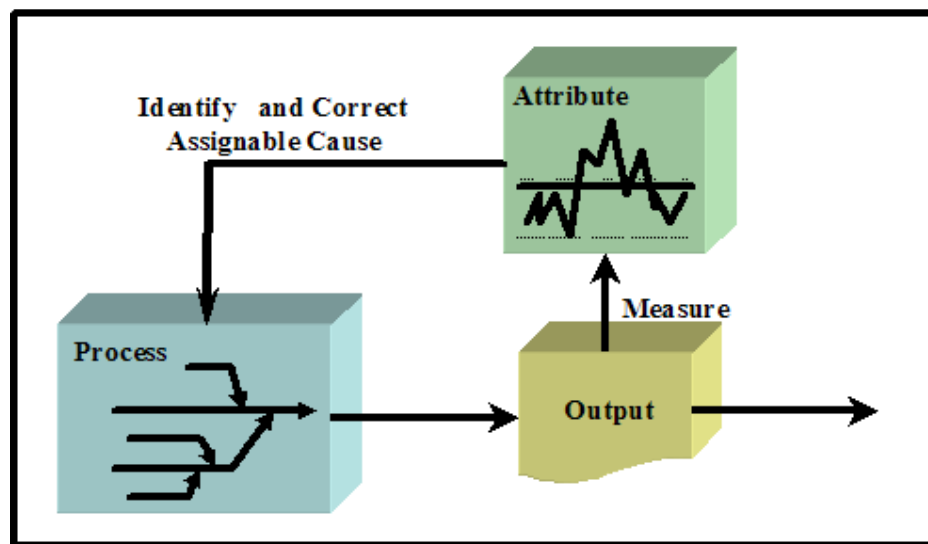 Attribute
Identify and Correct
Assignable Cause
Measure
Process
Output